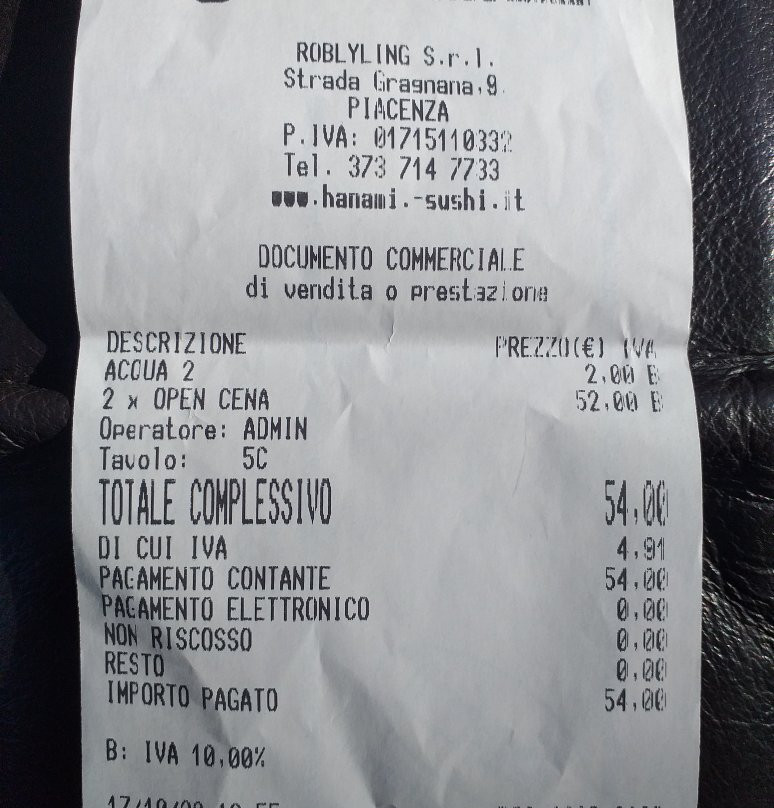 ROBLYLING S.r.l.
Strada Gragnana,9
PIACENZA
P.IVA: 01715110332
Tel. 373 714 7733
www.hanami.-sushi.it
DOCUMENTO COMMERCIALE
di vendita o prestazione
DESCRIZIONE PREZZO(€) IVA
ACQUA 2 2,00 B
2 x OPEN CENA 52,00 B
Operatore: ADMIN
Tavolo: 5C
TOTALE COMPLESSIVO 54,00
DI CUI IVA 4,91
PAGAMENTO CONTANTE 54,00
PAGAMENTO ELETTRONICO 0,00
NON RISCOSSO 0,00
RESTO 0,00
IMPORTO PAGATO 54,00
B: IVA 10,00%